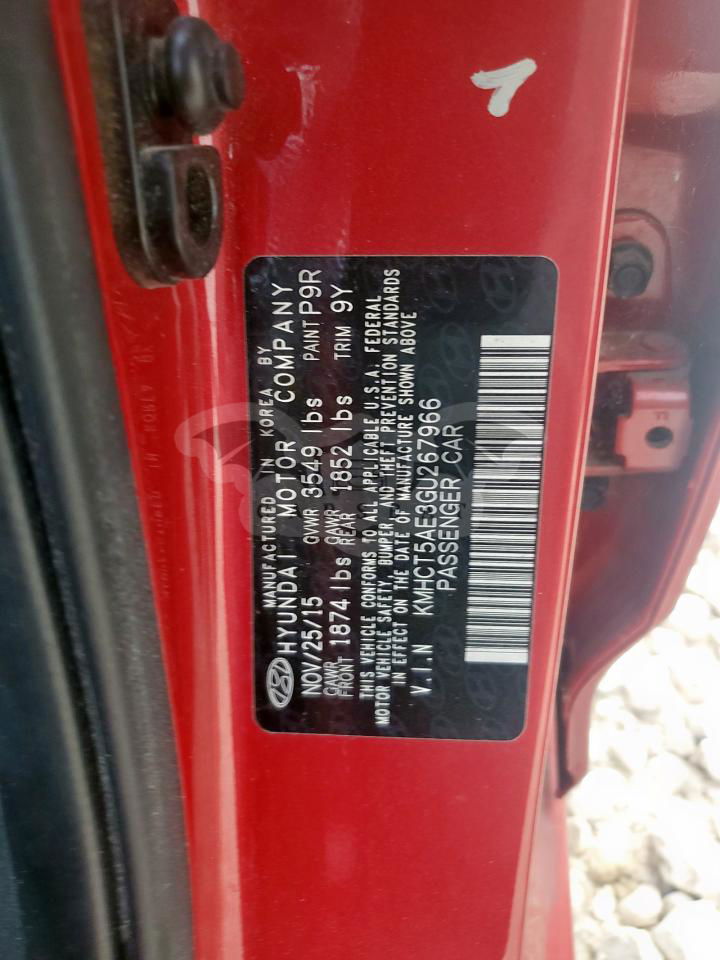 MANUFACTURED IN KOREA BY
HYUNDAI MOTOR COMPANY
NOV/25/15 GVWR 3549 lbs PAINT P9R
GAWR FRONT 1874 lbs GAWR REAR 1852 lbs TRIM 9Y
THIS VEHICLE CONFORMS TO ALL APPLICABLE U.S.A. FEDERAL
MOTOR VEHICLE SAFETY, BUMPER, AND THEFT PREVENTION STANDARDS
IN EFFECT ON THE DATE OF MANUFACTURE SHOWN ABOVE
V.I.N KMHCT5AE3GU267966
PASSENGER CAR